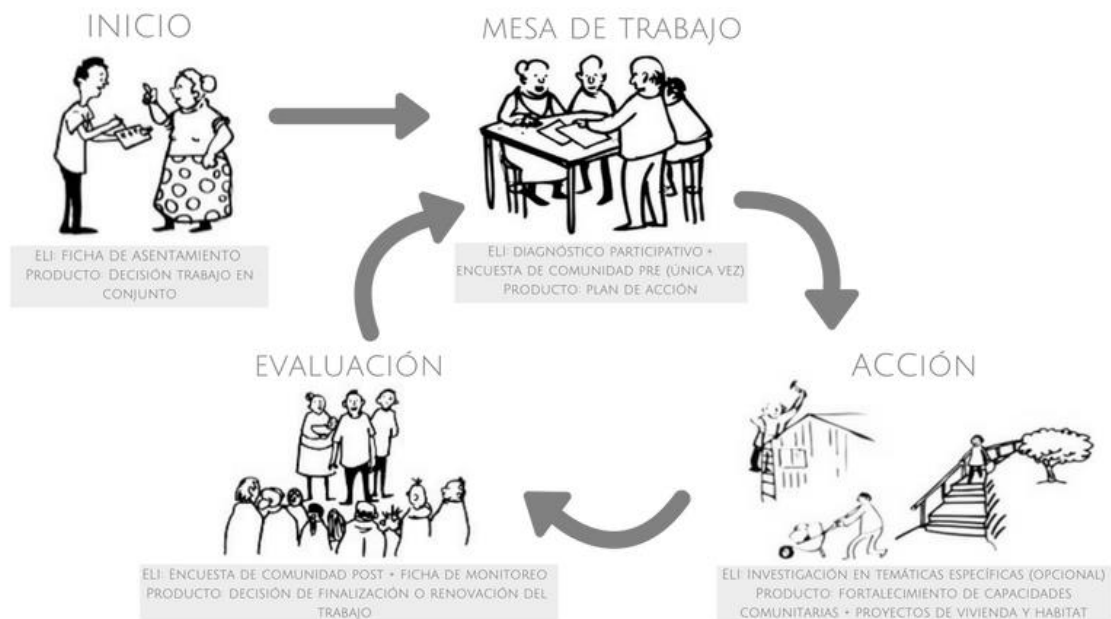 INICIO
ELI: FICHA DE ASENTAMIENTO
PRODUCTO: DECISIÓN TRABAJO EN
CONJUNTO
MESA DE TRABAJO
ELI: DIAGNÓSTICO PARTICIPATIVO +
ENCUESTA DE COMUNIDAD PRE (ÚNICA VEZ)
PRODUCTO: PLAN DE ACCIÓN
ACCIÓN
ELI: INVESTIGACIÓN EN TEMÁTICAS ESPECÍFICAS (OPCIONAL)
PRODUCTO: FORTALECIMIENTO DE CAPACIDADES
COMUNITARIAS + PROYECTOS DE VIVIENDA Y HABITAT
EVALUACIÓN
ELI: ENCUESTA DE COMUNIDAD POST + FICHA DE MONITOREO
PRODUCTO: DECISIÓN DE FINALIZACIÓN O RENOVACIÓN DEL
TRABAJO